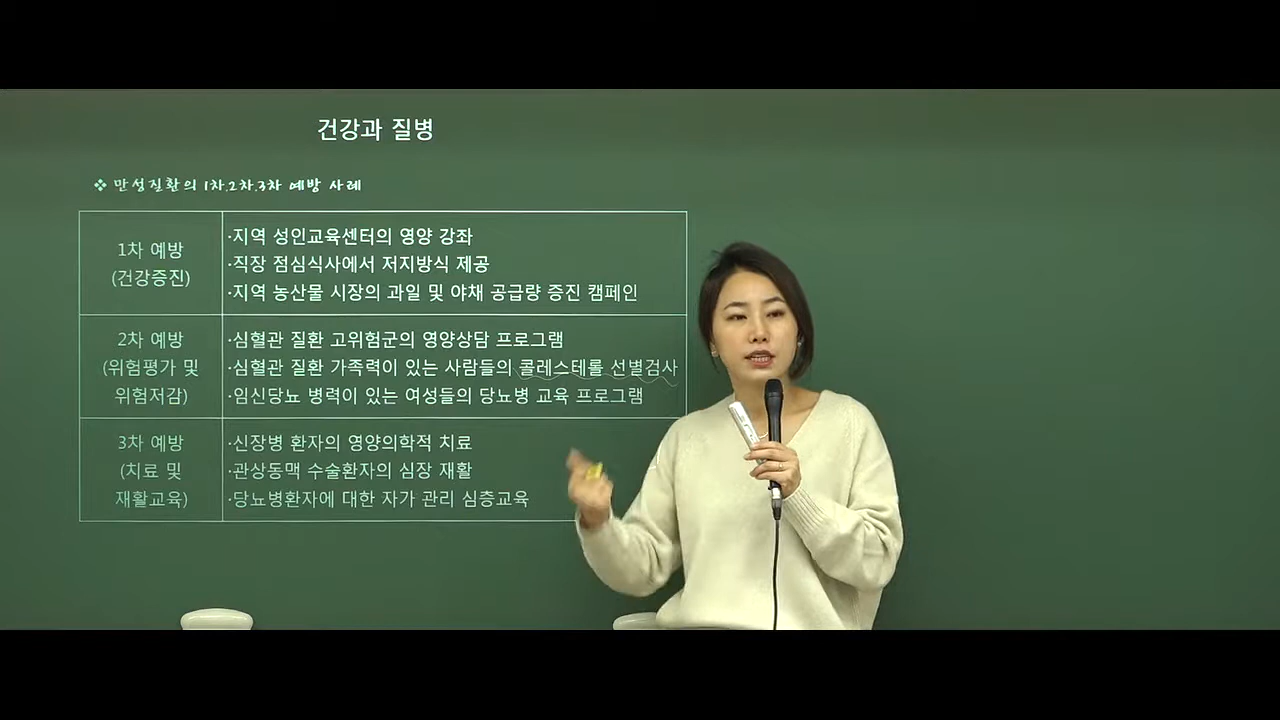 건강과 질병
❖ 만성질환의 1차,2차,3차 예방 사례
1차 예방
(건강증진)
·지역 성인교육센터의 영양 강좌
·직장 점심식사에서 저지방식 제공
·지역 농산물 시장의 과일 및 야채 공급량 증진 캠페인
2차 예방
(위험평가 및
위험저감)
·심혈관 질환 고위험군의 영양상담 프로그램
·심혈관 질환 가족력이 있는 사람들의 콜레스테롤 선별검사
·임신당뇨 병력이 있는 여성들의 당뇨병 교육 프로그램
3차 예방
(치료 및
재활교육)
·신장병 환자의 영양의학적 치료
·관상동맥 수술환자의 심장 재활
·당뇨병환자에 대한 자가 관리 심층교육